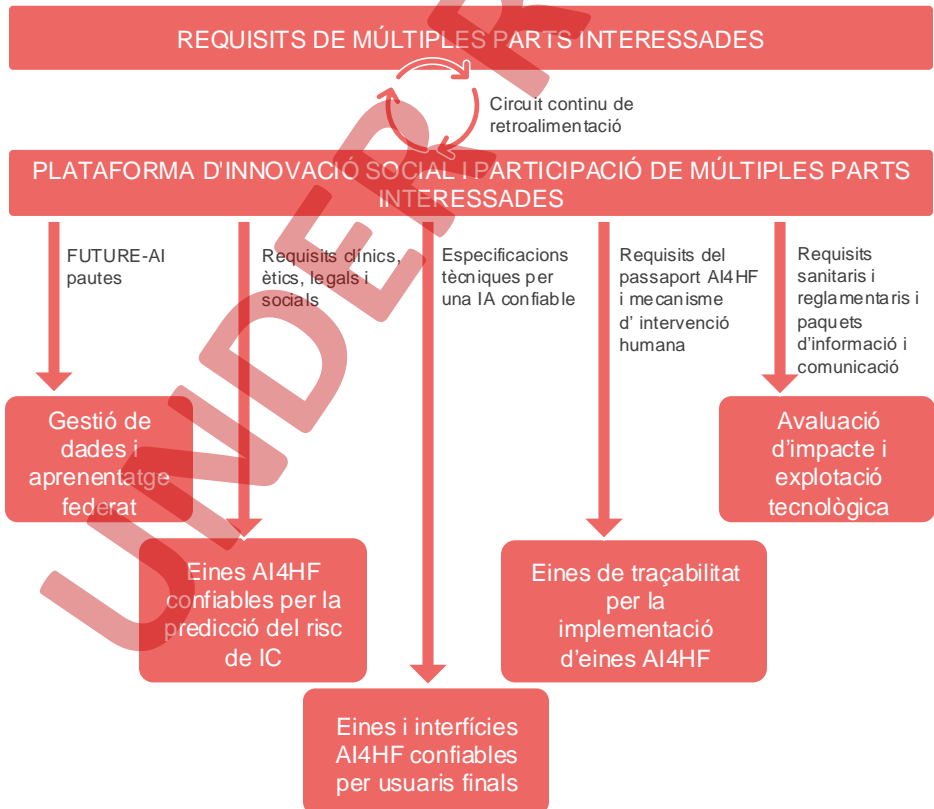 REQUISITS DE MÚLTIPLES PARTS INTERESSADES
Circuit continu de
retroalimentació
PLATAFORMA D'INNOVACIÓ SOCIAL I PARTICIPACIÓ DE MÚLTIPLES PARTS
INTERESSADES
FUTURE-AI
pautes
Requisits clínics,
ètics, legals i
socials
Especificacions
tècniques per
una IA confiable
Requisits del
passaport AI4HF
i mecanisme
d' intervenció
humana
Requisits
sanitaris i
reglamentaris i
paquets
d'informació i
comunicació
Gestió de
dades i
aprenentatge
federat
Avaluació
d'impacte i
explotació
tecnològica
Eines AI4HF
confiables per la
predicció del risc
de IC
Eines de traçabilitat
per la
implementació
d'eines AI4HF
Eines i interfícies
AI4HF confiables
per usuaris finals
UNDER R